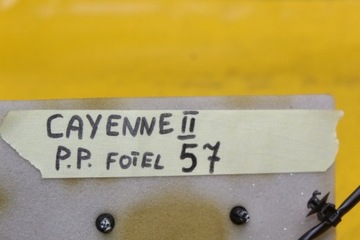 CAYENNE II
P.P. FOTEL 57